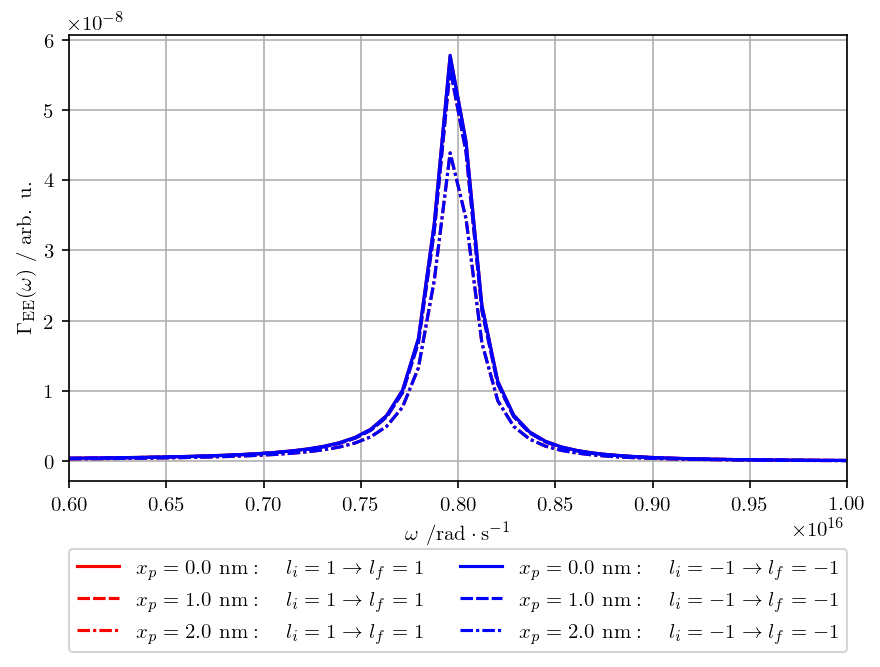 ×10⁻⁸
6
5
4
3
2
1
0
Γ_EE(ω) / arb. u.
0.60 0.65 0.70 0.75 0.80 0.85 0.90 0.95 1.00
ω /rad · s⁻¹
×10¹⁶
x_p = 0.0 nm : l_i = 1 → l_f = 1
x_p = 1.0 nm : l_i = 1 → l_f = 1
x_p = 2.0 nm : l_i = 1 → l_f = 1
x_p = 0.0 nm : l_i = −1 → l_f = −1
x_p = 1.0 nm : l_i = −1 → l_f = −1
x_p = 2.0 nm : l_i = −1 → l_f = −1